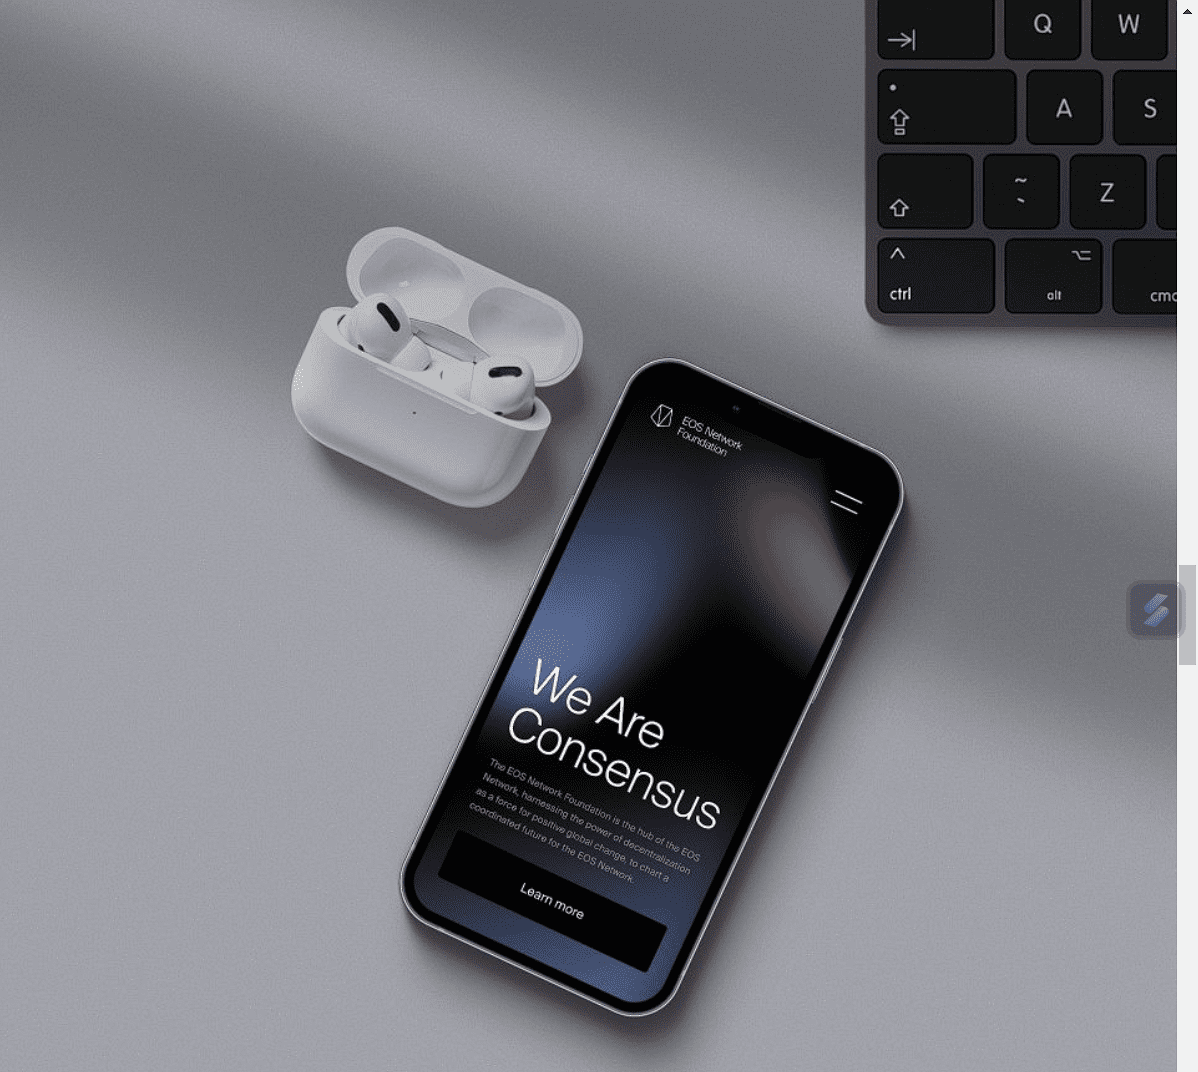 Q
W
A
S
~
`
Z
^
ctrl
alt
cmd
EOS Network
Foundation
We Are
Consensus
The EOS Network Foundation is the hub of the EOS
Network, harnessing the power of decentralization
as a force for positive global change, to chart a
coordinated future for the EOS Network.
Learn more